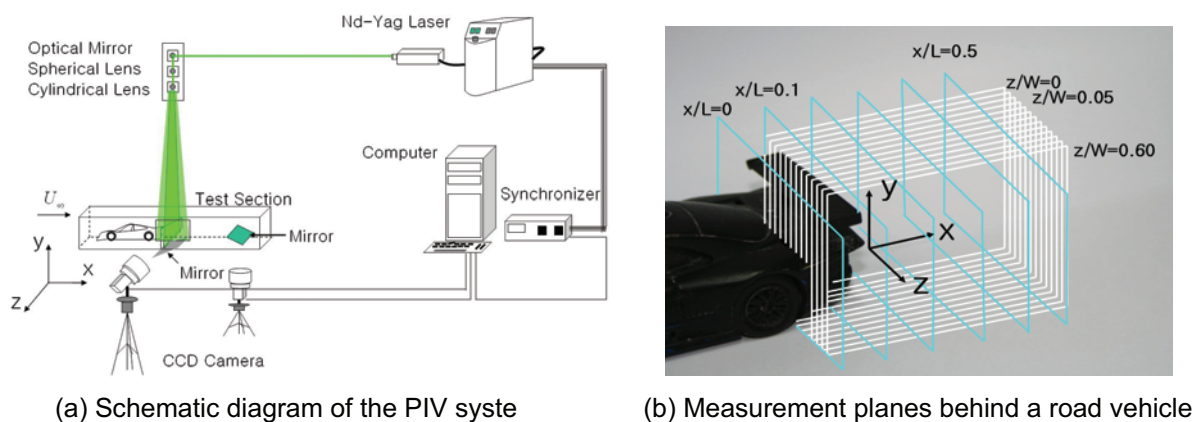 Nd-Yag Laser
Optical Mirror
Spherical Lens
Cylindrical Lens
Computer
Synchronizer
Test Section
U∞
Mirror
Mirror
y
x
z
CCD Camera
(a) Schematic diagram of the PIV syste
x/L=0.5
z/W=0
x/L=0.1
z/W=0.05
x/L=0
z/W=0.60
y
x
z
(b) Measurement planes behind a road vehicle